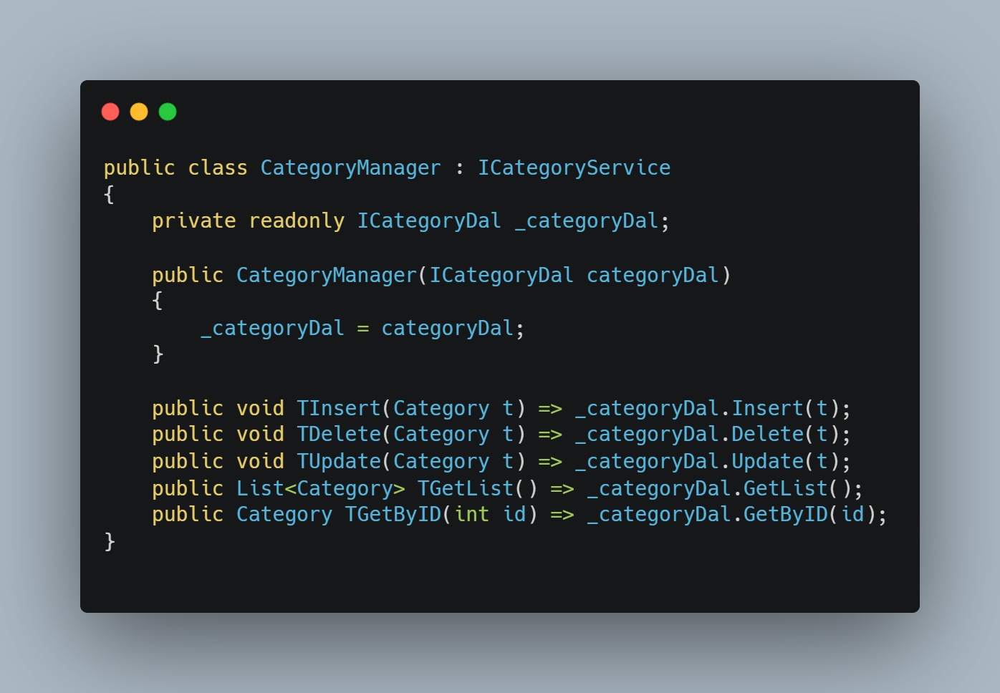 public class CategoryManager : ICategoryService
{
    private readonly ICategoryDal _categoryDal;

    public CategoryManager(ICategoryDal categoryDal)
    {
        _categoryDal = categoryDal;
    }

    public void TInsert(Category t) => _categoryDal.Insert(t);
    public void TDelete(Category t) => _categoryDal.Delete(t);
    public void TUpdate(Category t) => _categoryDal.Update(t);
    public List<Category> TGetList() => _categoryDal.GetList();
    public Category TGetByID(int id) => _categoryDal.GetByID(id);
}